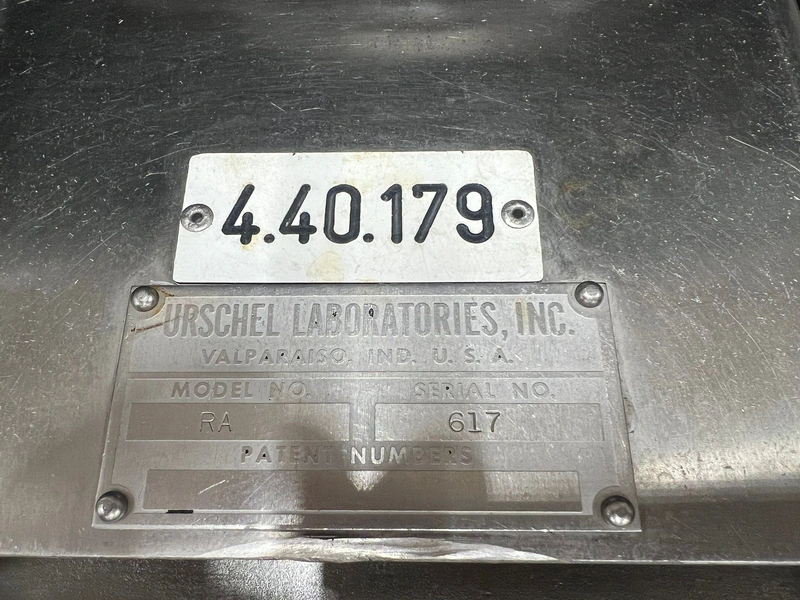 4.40.179
URSCHEL LABORATORIES, INC.
VALPARAISO, IND. U. S. A.
MODEL NO. SERIAL NO.
RA 617
PATENT NUMBERS